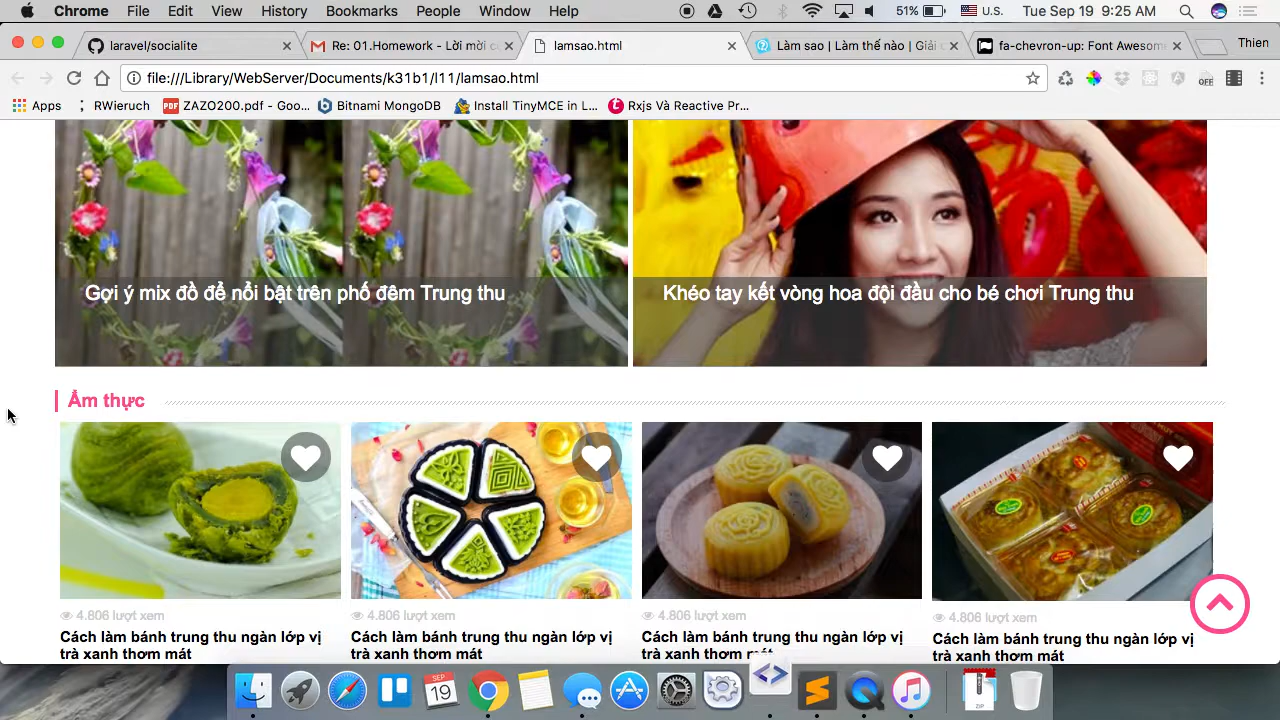 Chrome File Edit View History Bookmarks People Window Help 51% U.S. Tue Sep 19 9:25 AM
laravel/socialite Re: 01.Homework - Lời mời cộ lamsao.html Làm sao | Làm thế nào | Giải đ fa-chevron-up: Font Awesome Thien
file:///Library/WebServer/Documents/k31b1/l11/lamsao.html OFF
Apps RWieruch PDF ZAZO200.pdf - Goo... Bitnami MongoDB Install TinyMCE in L... Rxjs Và Reactive Pr...
Gợi ý mix đồ để nổi bật trên phố đêm Trung thu
Khéo tay kết vòng hoa đội đầu cho bé chơi Trung thu
Ẩm thực
4.806 lượt xem
Cách làm bánh trung thu ngàn lớp vị
trà xanh thơm mát
4.806 lượt xem
Cách làm bánh trung thu ngàn lớp vị
trà xanh thơm mát
4.806 lượt xem
Cách làm bánh trung thu ngàn lớp vị
trà xanh thơm mát
4.806 lượt xem
Cách làm bánh trung thu ngàn lớp vị
trà xanh thơm mát
SEP
19
ZIP